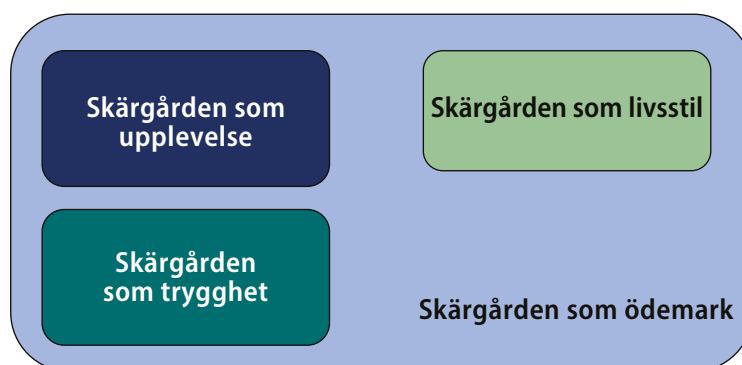 Skärgården som
upplevelse
Skärgården som livsstil
Skärgården
som trygghet
Skärgården som ödemark